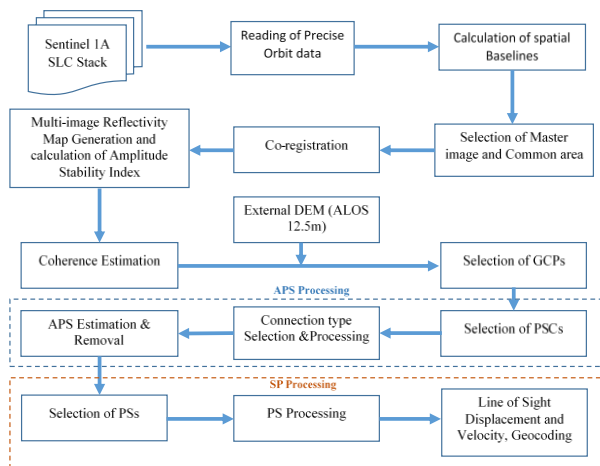 Sentinel 1A
SLC Stack
Reading of Precise
Orbit data
Calculation of spatial
Baselines
Multi-image Reflectivity
Map Generation and
calculation of Amplitude
Stability Index
Co-registration
Selection of Master
image and Common area
External DEM (ALOS
12.5m)
Coherence Estimation
Selection of GCPs
APS Processing
APS Estimation &
Removal
Connection type
Selection &Processing
Selection of PSCs
SP Processing
Selection of PSs
PS Processing
Line of Sight
Displacement and
Velocity, Geocoding